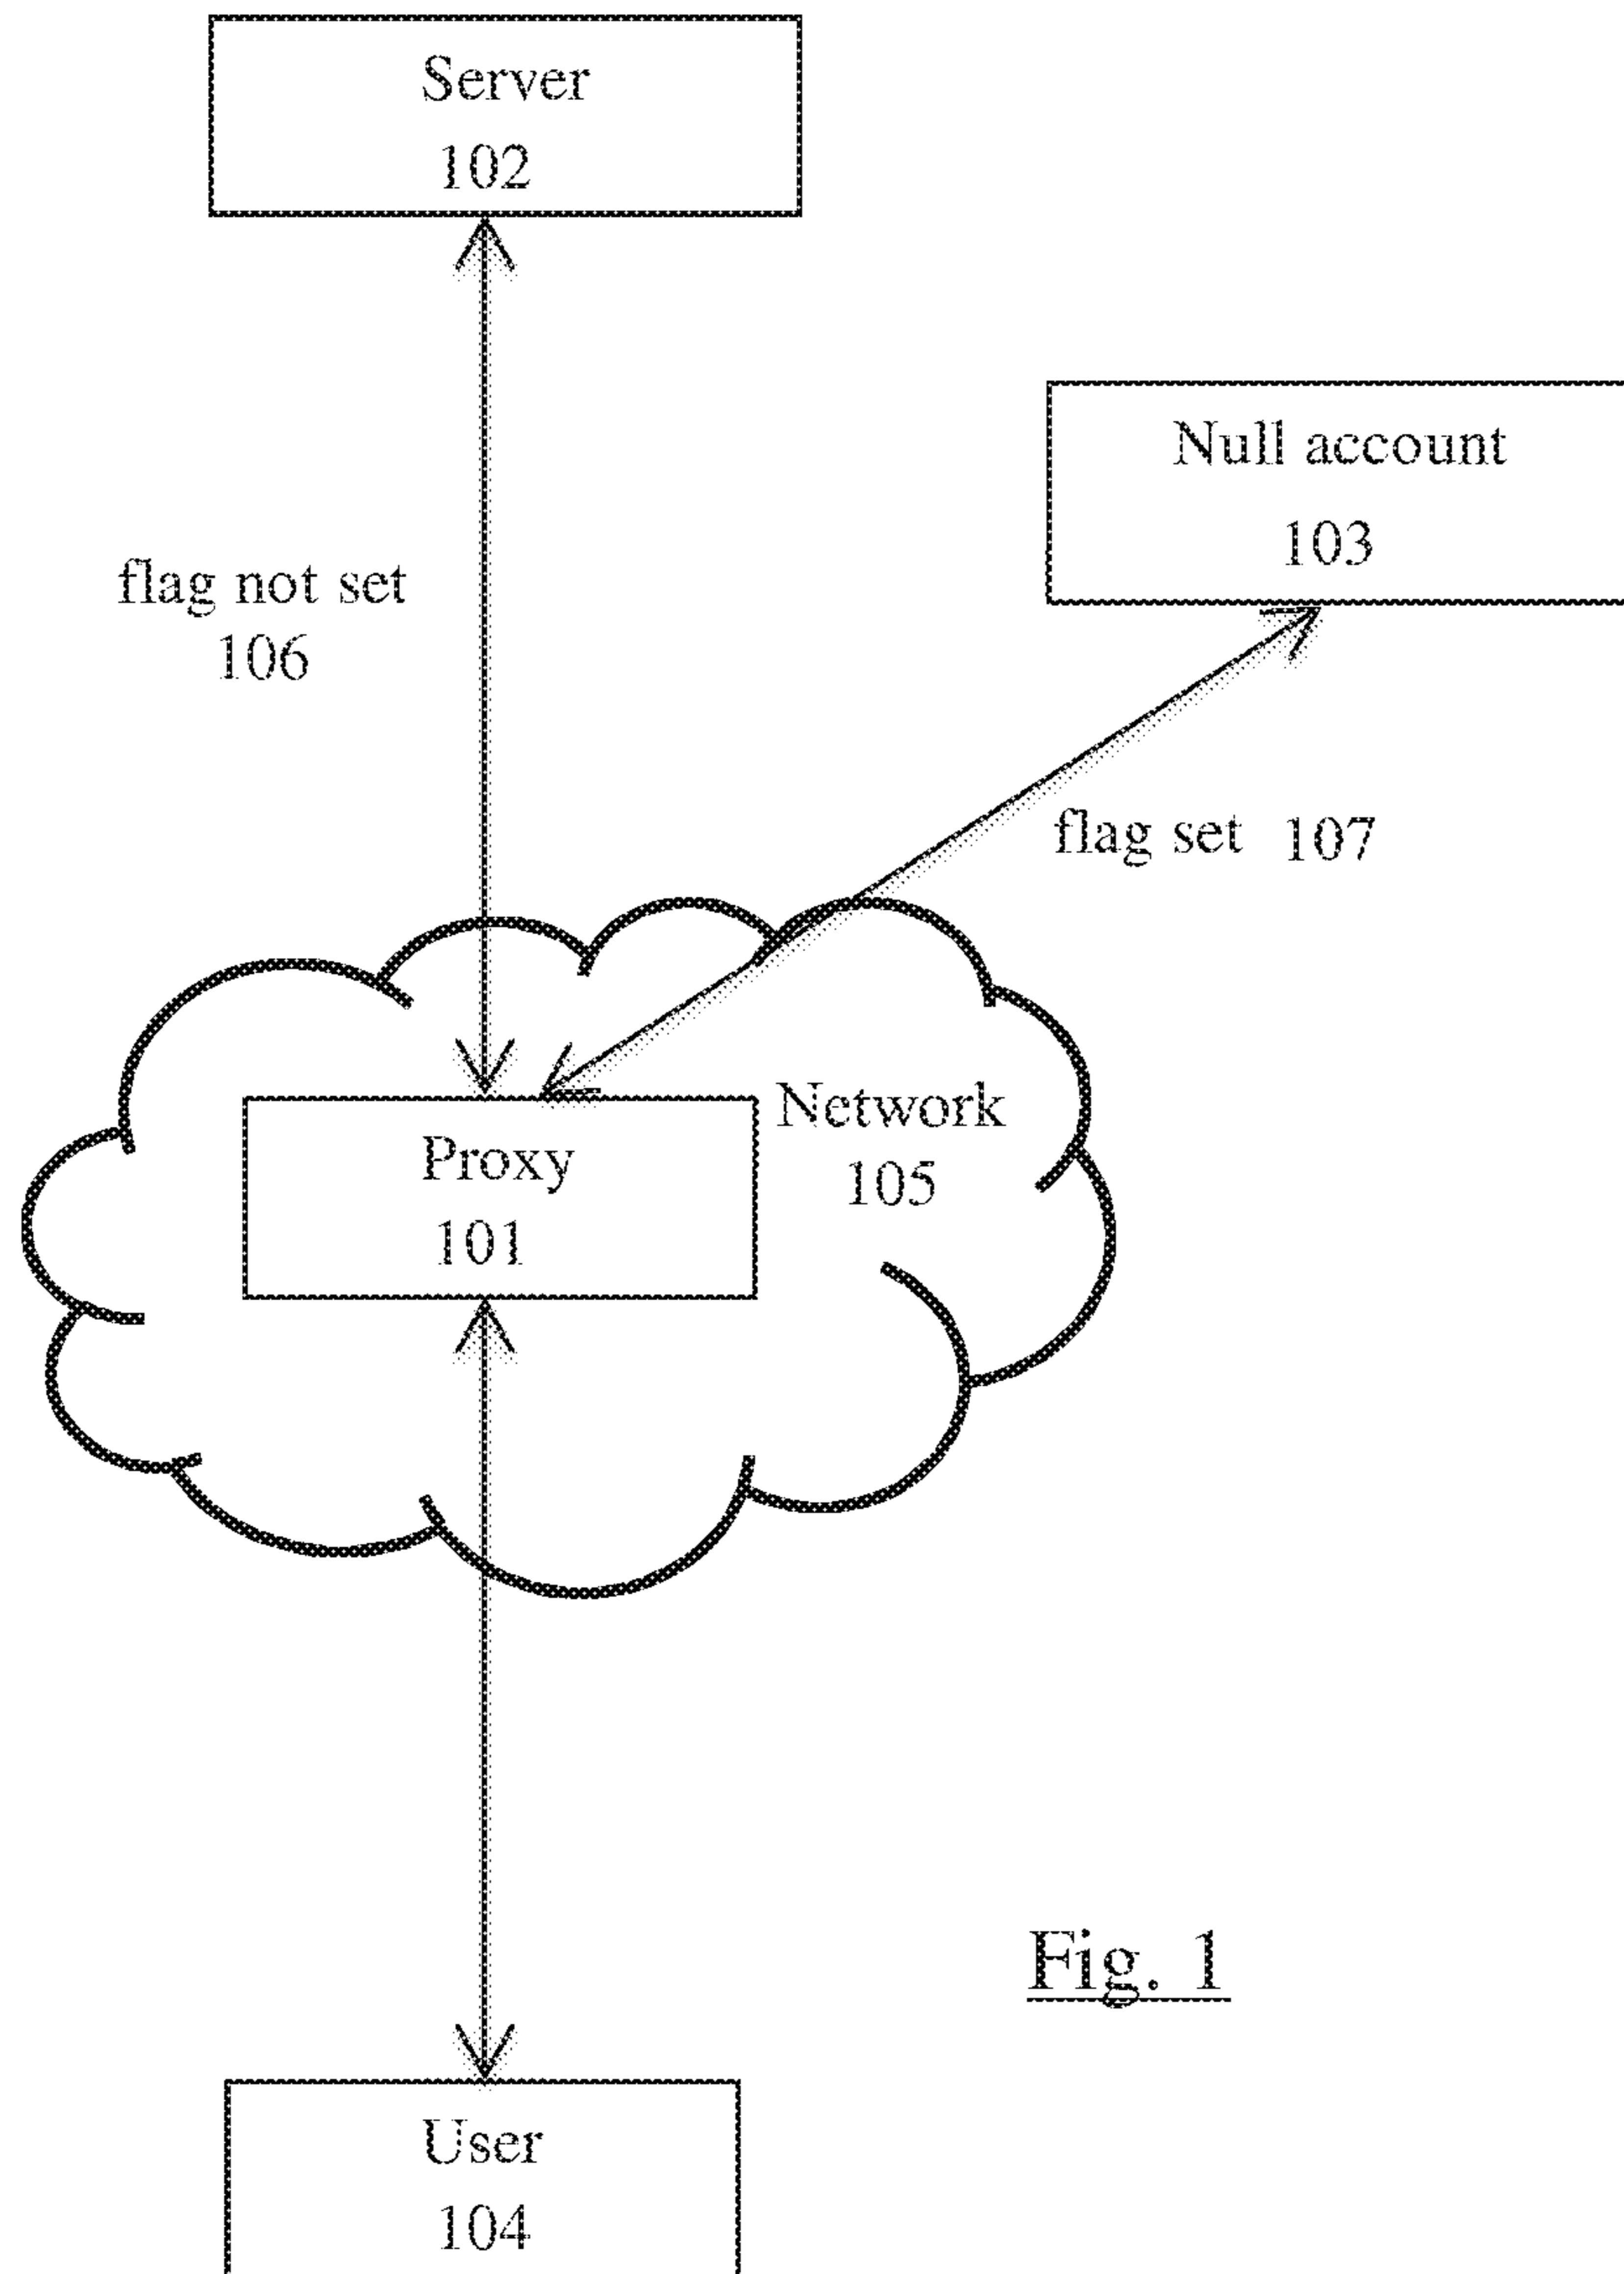 Server
102
Null account
103
flag not set
106
flag set 107
Network
105
Proxy
101
Fig. 1
User
104